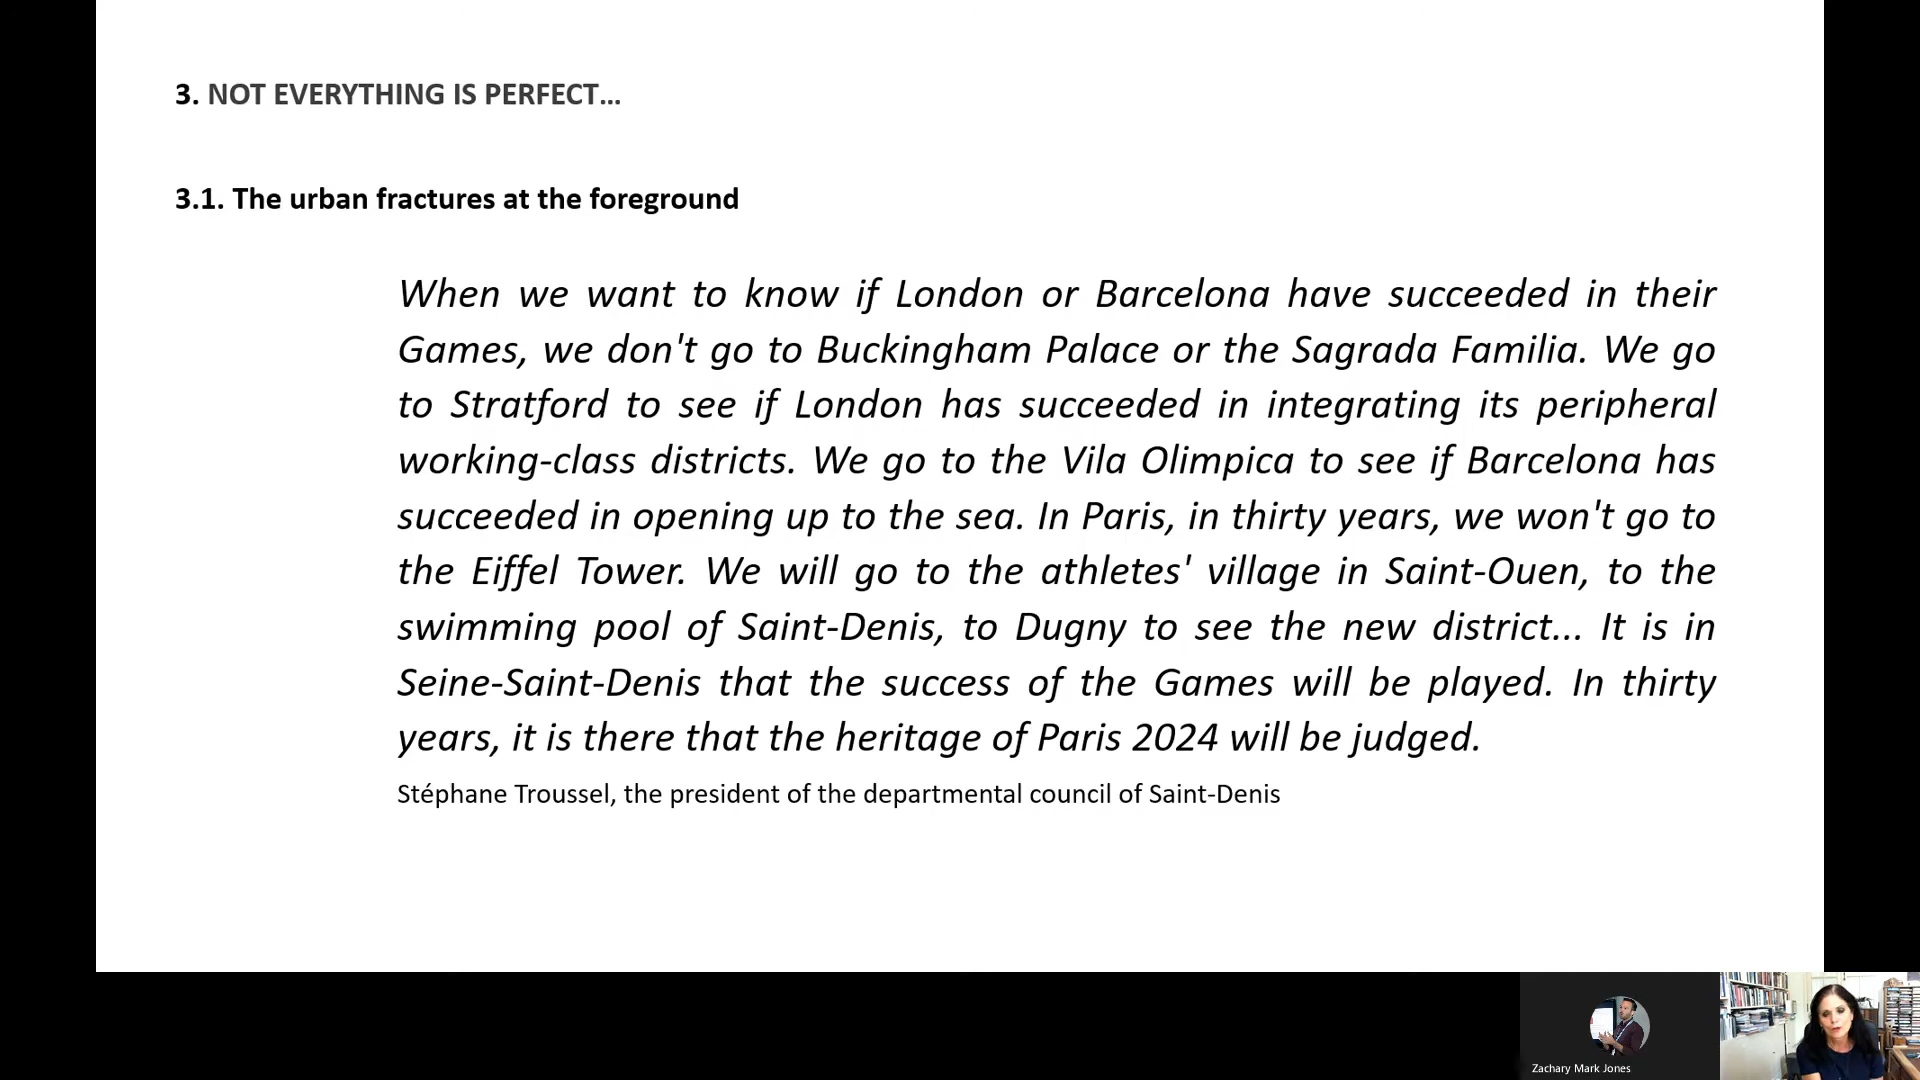 3. NOT EVERYTHING IS PERFECT...
3.1. The urban fractures at the foreground
When we want to know if London or Barcelona have succeeded in their
Games, we don't go to Buckingham Palace or the Sagrada Familia. We go
to Stratford to see if London has succeeded in integrating its peripheral
working-class districts. We go to the Vila Olimpica to see if Barcelona has
succeeded in opening up to the sea. In Paris, in thirty years, we won't go to
the Eiffel Tower. We will go to the athletes' village in Saint-Ouen, to the
swimming pool of Saint-Denis, to Dugny to see the new district... It is in
Seine-Saint-Denis that the success of the Games will be played. In thirty
years, it is there that the heritage of Paris 2024 will be judged.
Stéphane Troussel, the president of the departmental council of Saint-Denis
Zachary Mark Jones